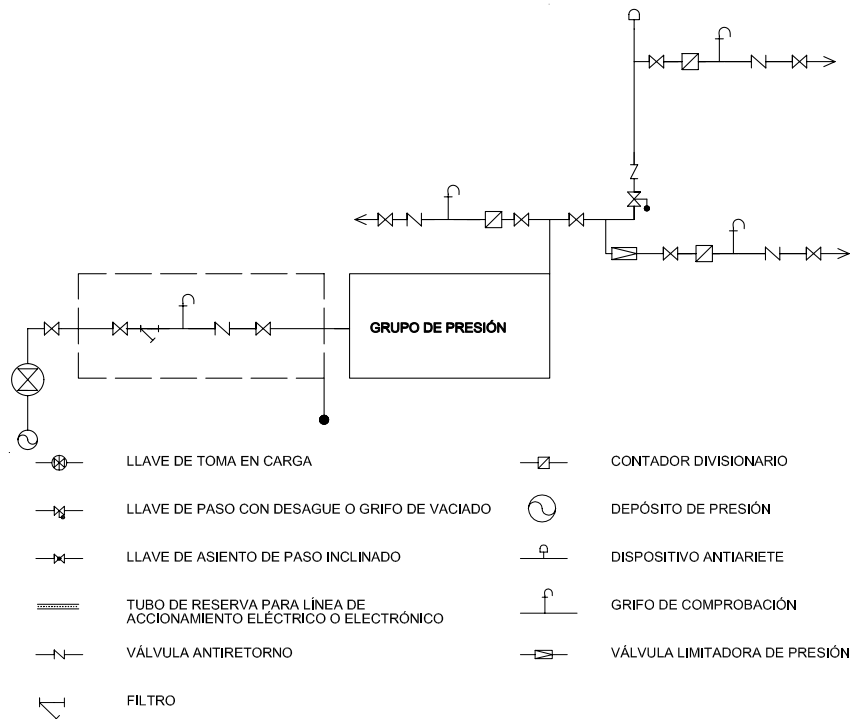 GRUPO DE PRESIÓN
LLAVE DE TOMA EN CARGA
LLAVE DE PASO CON DESAGUE O GRIFO DE VACIADO
LLAVE DE ASIENTO DE PASO INCLINADO
TUBO DE RESERVA PARA LÍNEA DE
ACCIONAMIENTO ELÉCTRICO O ELECTRÓNICO
VÁLVULA ANTIRETORNO
FILTRO
CONTADOR DIVISIONARIO
DEPÓSITO DE PRESIÓN
DISPOSITIVO ANTIARIETE
GRIFO DE COMPROBACIÓN
VÁLVULA LIMITADORA DE PRESIÓN